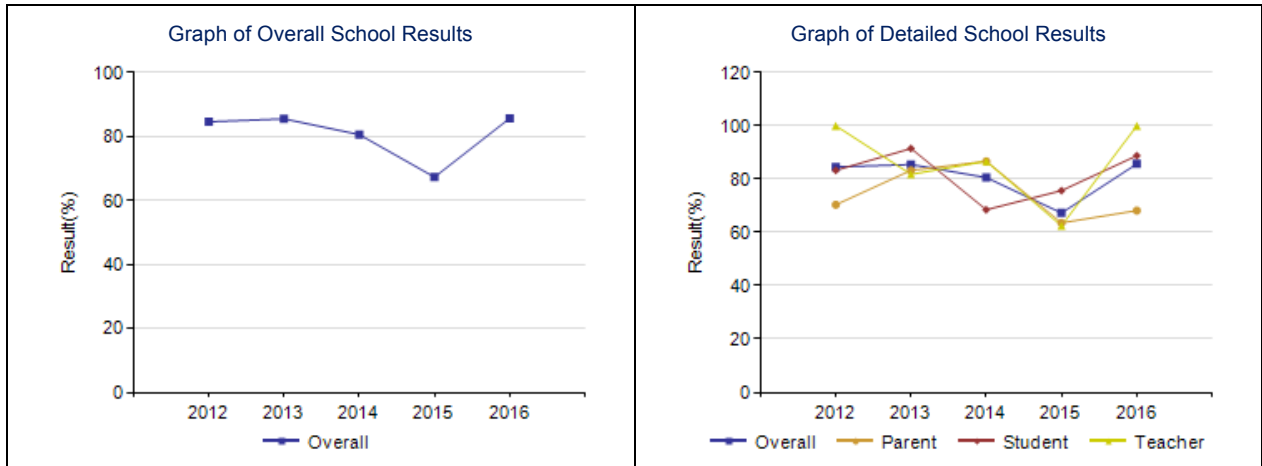 Graph of Overall School Results
100
80
60
40
20
0
Result(%)
2012 2013 2014 2015 2016
Overall
Graph of Detailed School Results
120
100
80
60
40
20
0
Result(%)
2012 2013 2014 2015 2016
Overall Parent Student Teacher